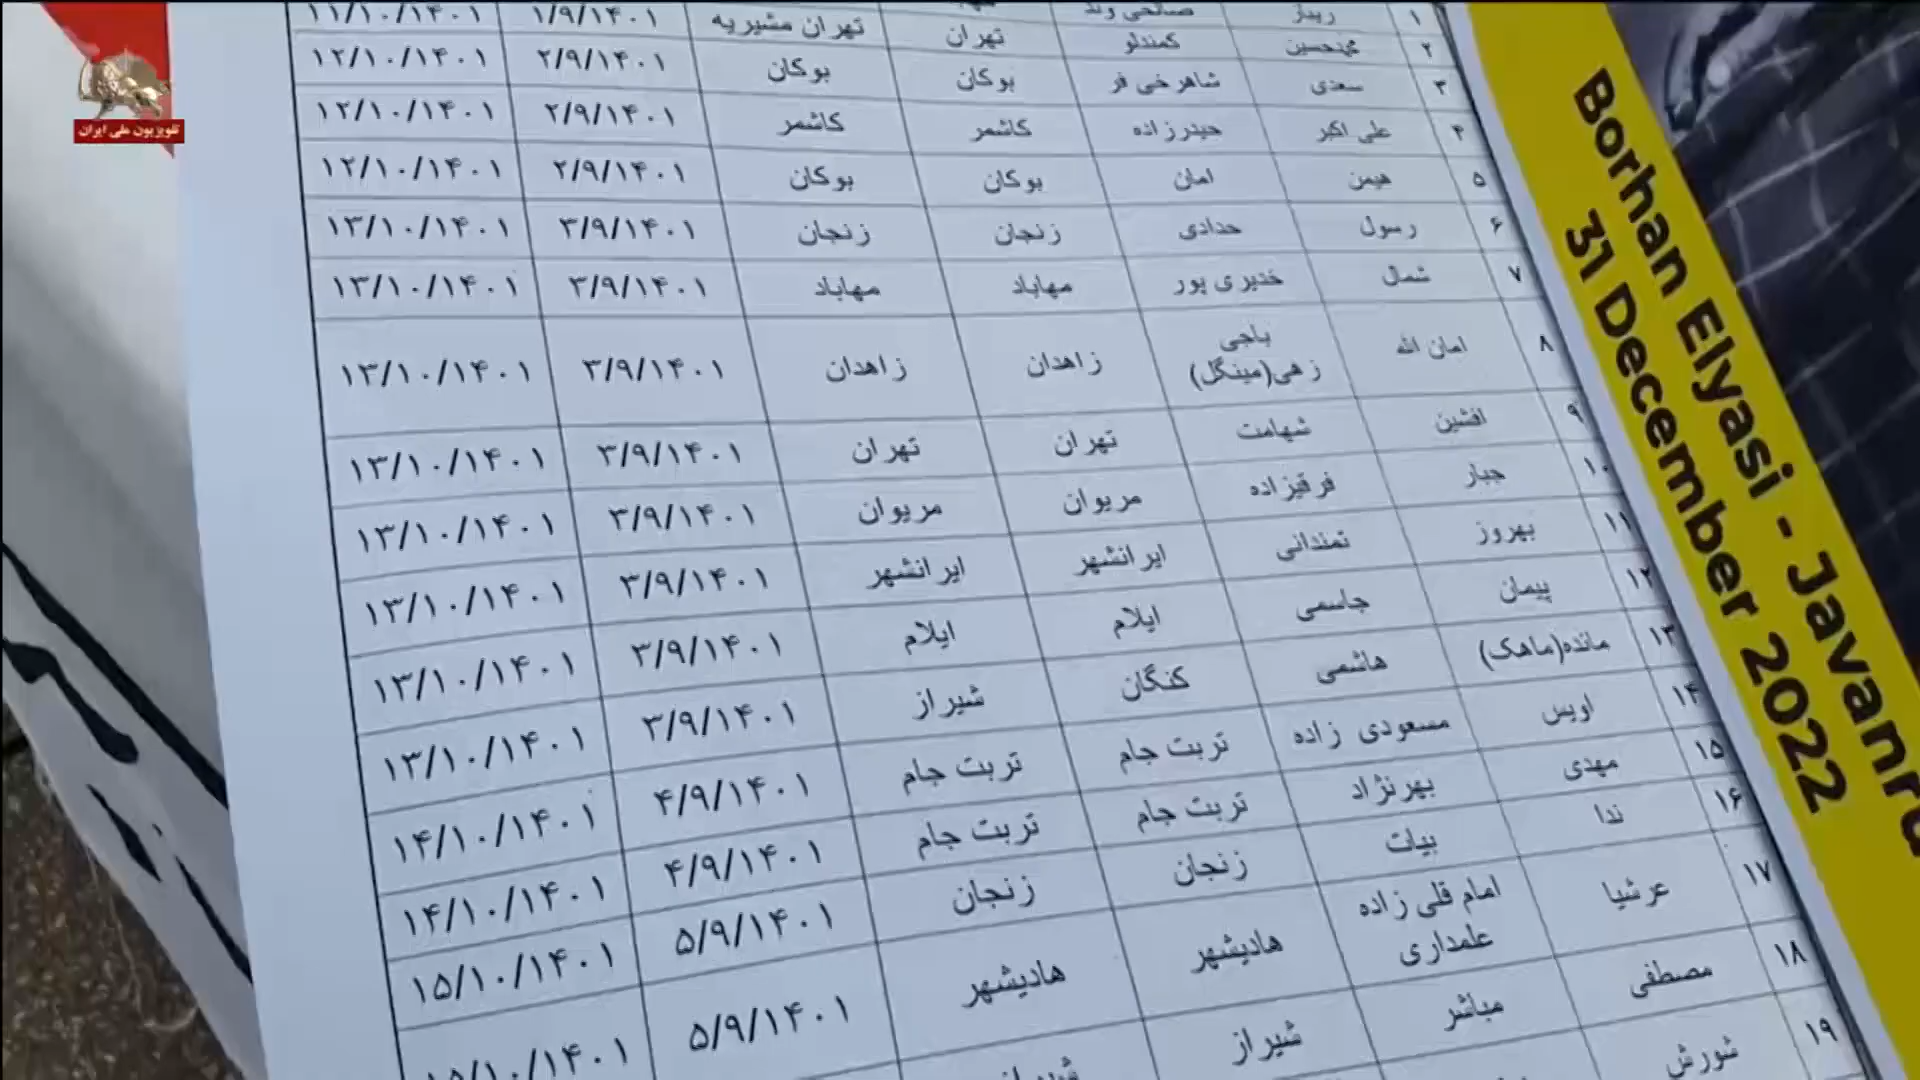 تلویزیون ملی ایران
۱ ریباز صالحی وند
۲ محمدحسین کمندلو تهران تهران مشیریه ۱/۹/۱۴۰۱ ۱۱/۱۰/۱۴۰۱
۳ سعدی شاهرخی فر بوکان بوکان ۲/۹/۱۴۰۱ ۱۲/۱۰/۱۴۰۱
۴ علی اکبر حیدرزاده کاشمر کاشمر ۲/۹/۱۴۰۱ ۱۲/۱۰/۱۴۰۱
۵ هیمن امان بوکان بوکان ۲/۹/۱۴۰۱ ۱۲/۱۰/۱۴۰۱
۶ رسول حدادی زنجان زنجان ۳/۹/۱۴۰۱ ۱۳/۱۰/۱۴۰۱
۷ شمال خدیری پور مهاباد مهاباد ۳/۹/۱۴۰۱ ۱۳/۱۰/۱۴۰۱
۸ امان الله باجی
زهی(مینگل) زاهدان زاهدان ۳/۹/۱۴۰۱ ۱۳/۱۰/۱۴۰۱
۹ افشین شهامت تهران تهران ۳/۹/۱۴۰۱ ۱۳/۱۰/۱۴۰۱
۱۰ جبار فرقیزاده مریوان مریوان ۳/۹/۱۴۰۱ ۱۳/۱۰/۱۴۰۱
۱۱ بهروز تمندانی ایرانشهر ایرانشهر ۳/۹/۱۴۰۱ ۱۳/۱۰/۱۴۰۱
۱۲ پیمان جاسمی ایلام ایلام ۳/۹/۱۴۰۱ ۱۳/۱۰/۱۴۰۱
۱۳ مائده(ماهک) هاشمی کنگان شیراز ۳/۹/۱۴۰۱ ۱۳/۱۰/۱۴۰۱
۱۴ اویس مسعودی زاده تربت جام تربت جام ۴/۹/۱۴۰۱ ۱۴/۱۰/۱۴۰۱
۱۵ مهدی بهرنژاد تربت جام تربت جام ۴/۹/۱۴۰۱ ۱۴/۱۰/۱۴۰۱
۱۶ ندا بیات زنجان زنجان ۵/۹/۱۴۰۱ ۱۵/۱۰/۱۴۰۱
۱۷ عرشیا امام قلی زاده
علمداری هادیشهر هادیشهر ۵/۹/۱۴۰۱ ۱۵/۱۰/۱۴۰۱
۱۸ مصطفی مباشر شیراز شیراز
۱۹ شورش
Borhan Elyasi - Javanru
31 December 2022